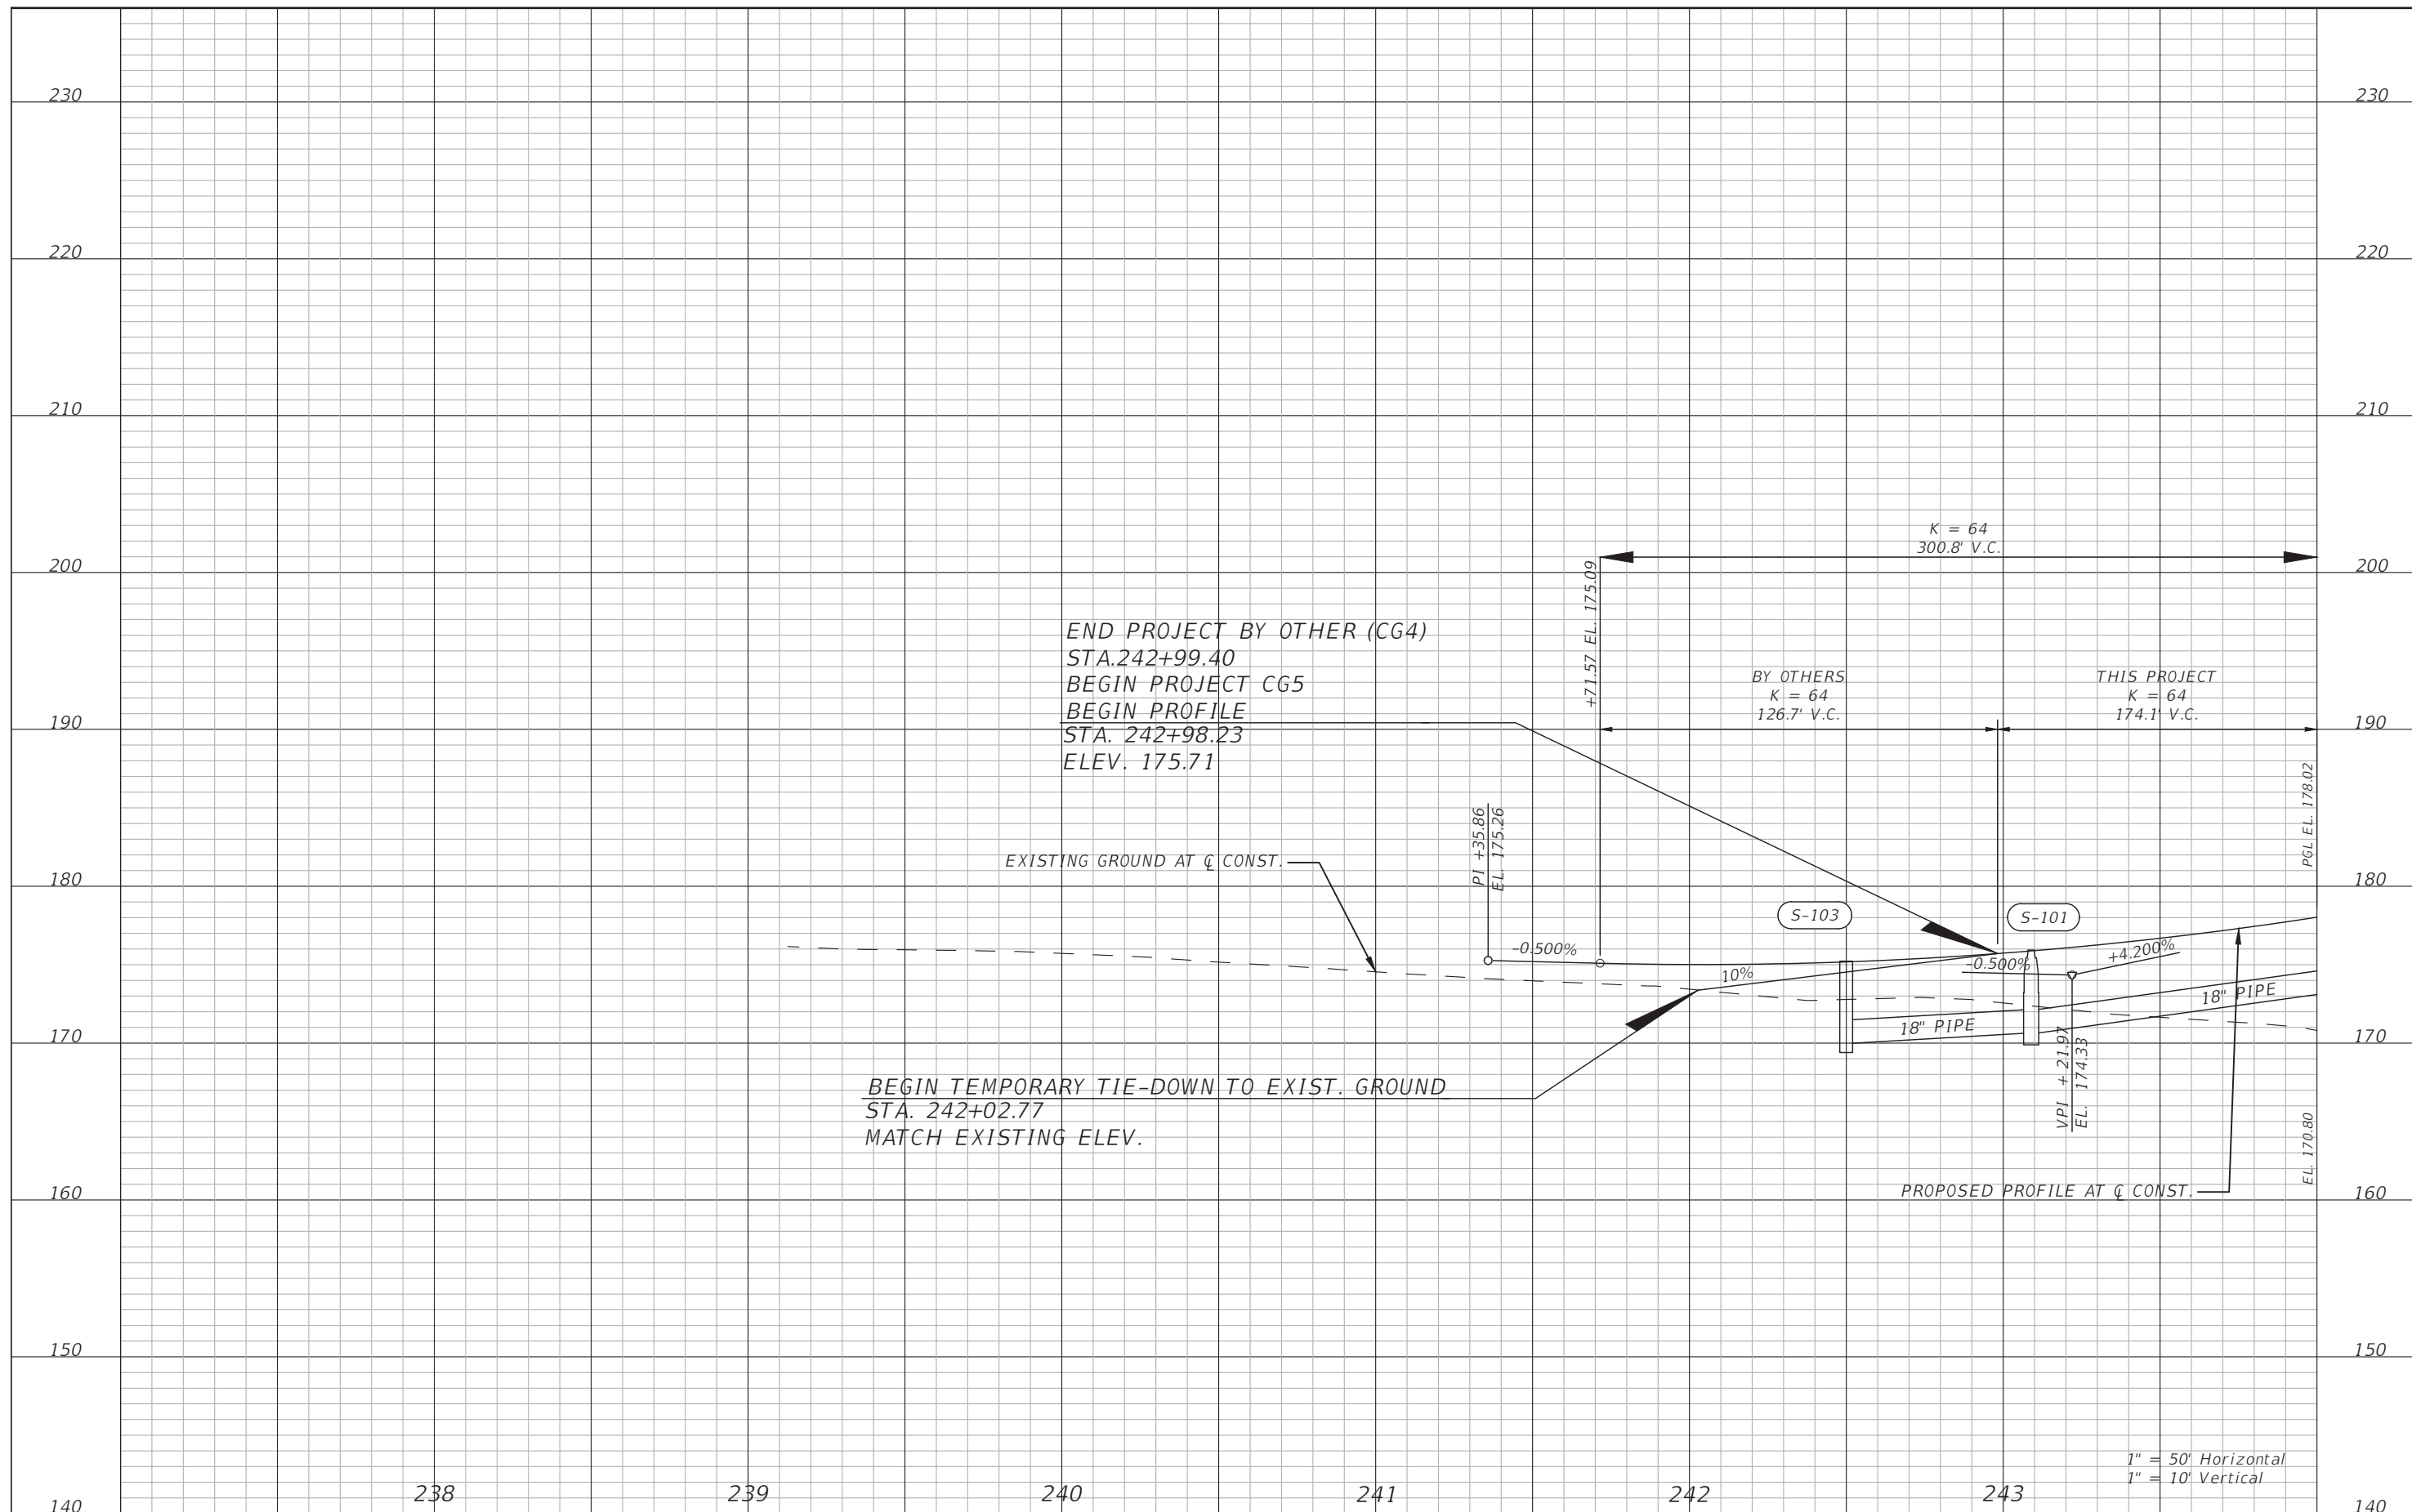 230
230
220
220
210
210
K = 64
300.8' V.C.
200
200
+71.57 EL. 175.09
END PROJECT BY OTHER (CG4)
STA.242+99.40
BEGIN PROJECT CG5
BEGIN PROFILE
STA. 242+98.23
ELEV. 175.71
BY OTHERS
K = 64
126.7' V.C.
THIS PROJECT
K = 64
174.1' V.C.
190
190
PGL EL. 178.02
PI +35.86
EL. 175.26
EXISTING GROUND AT ℄ CONST.
180
180
S-103
S-101
-0.500%
10%
-0.500%
+4.200%
18" PIPE
18" PIPE
170
170
VPI + 21.97
EL. 174.33
BEGIN TEMPORARY TIE-DOWN TO EXIST. GROUND
STA. 242+02.77
MATCH EXISTING ELEV.
EL. 170.80
PROPOSED PROFILE AT ℄ CONST.
160
160
150
150
1" = 50' Horizontal
1" = 10' Vertical
140
238
239
240
241
242
243
140